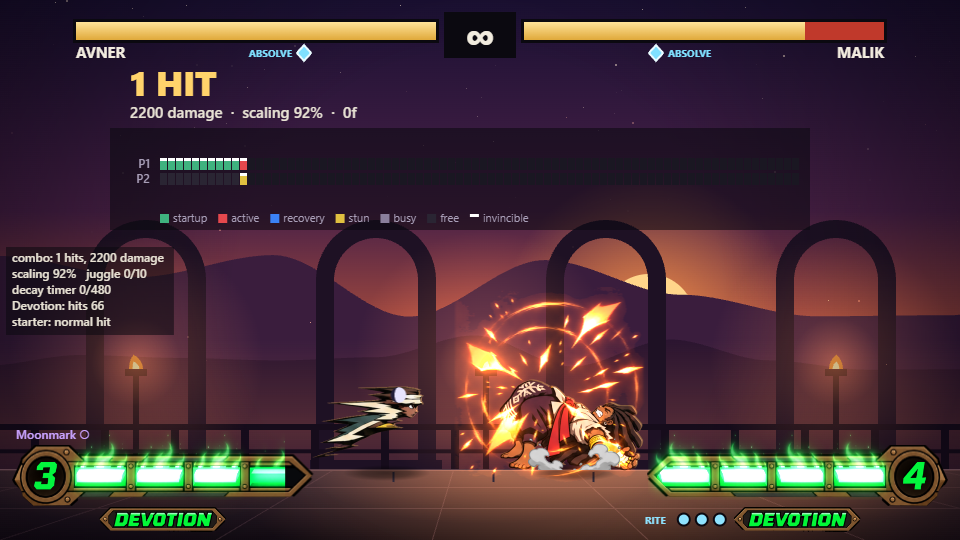 ∞
AVNER
ABSOLVE
ABSOLVE
MALIK
1 HIT
2200 damage · scaling 92% · 0f
P1
P2
startup
active
recovery
stun
busy
free
invincible
combo: 1 hits, 2200 damage
scaling 92% juggle 0/10
decay timer 0/480
Devotion: hits 66
starter: normal hit
Moonmark
3
4
DEVOTION
RITE
DEVOTION